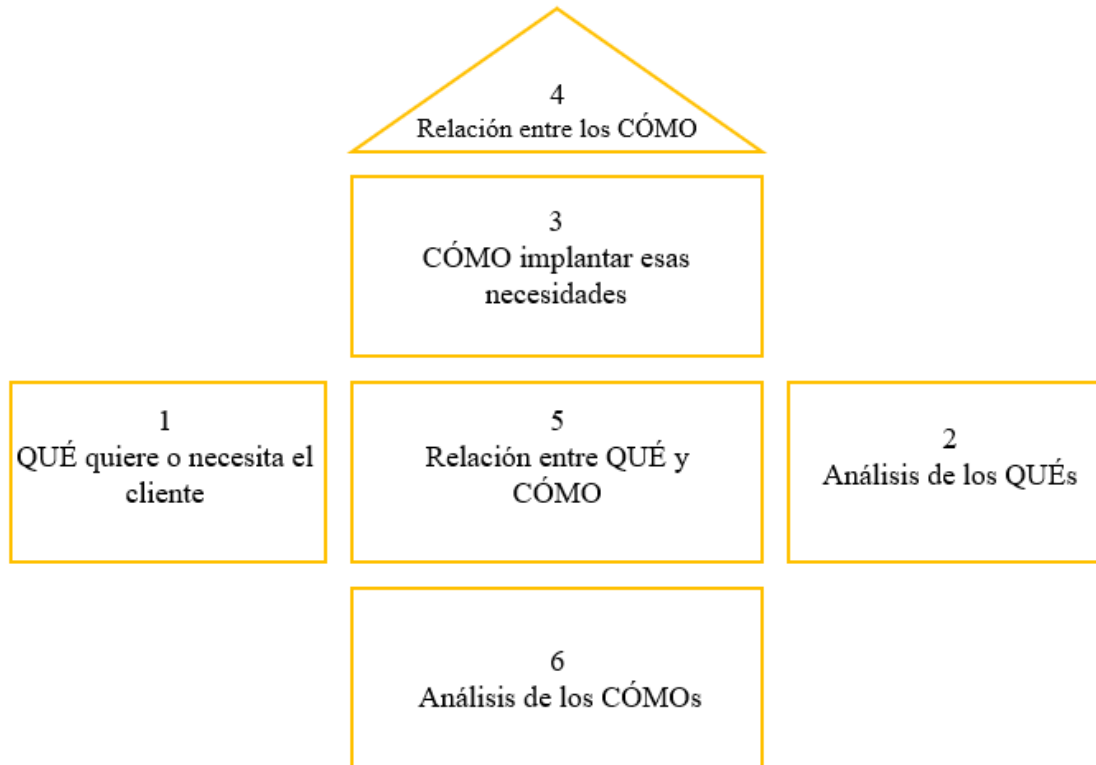 4
Relación entre los CÓMO
3
CÓMO implantar esas
necesidades
1
QUÉ quiere o necesita el
cliente
5
Relación entre QUÉ y
CÓMO
2
Análisis de los QUÉs
6
Análisis de los CÓMOs